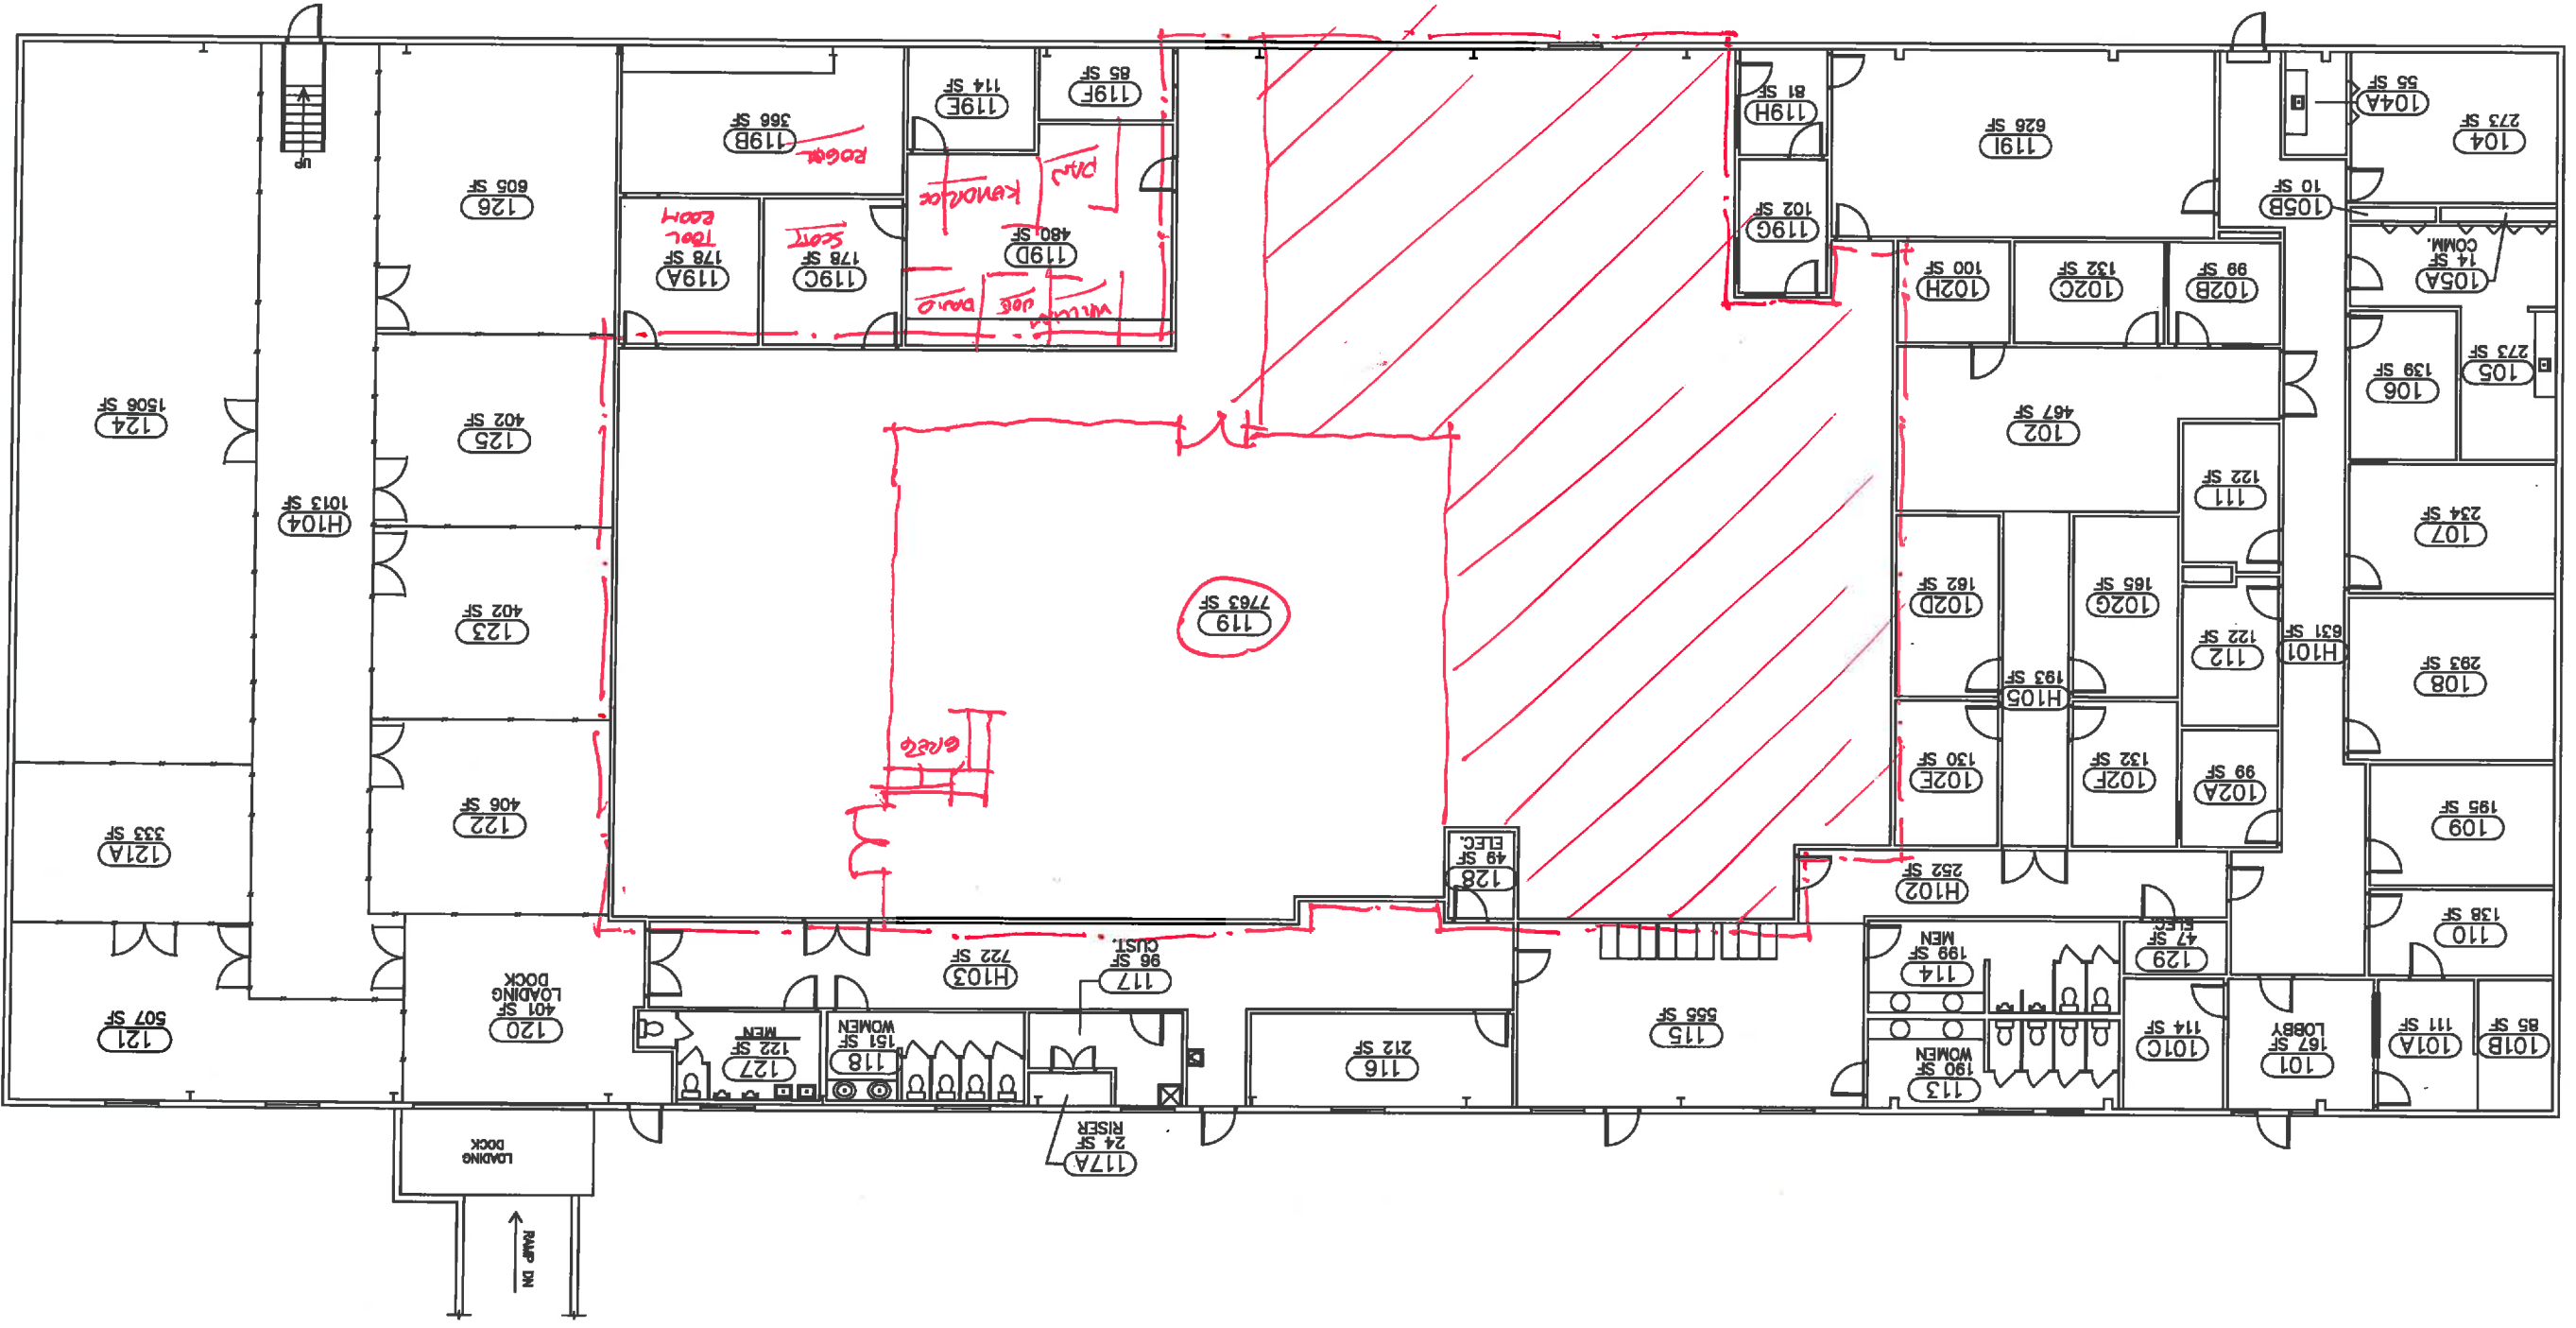 RAMP DN
117A
24 SF
RISER
LOADING
DOCK
101B
85 SF
101A
111 SF
101
167 SF
LOBBY
101C
114 SF
113
190 SF
WOMEN
115
555 SF
116
212 SF
117
96 SF
CUST.
118
151 SF
WOMEN
127
122 SF
MEN
120
401 SF
LOADING
DOCK
121
507 SF
110
138 SF
129
47 SF
ELEC.
114
199 SF
MEN
H103
722 SF
H102
252 SF
128
49 SF
ELEC.
109
195 SF
102A
99 SF
102F
132 SF
102E
130 SF
122
406 SF
121A
333 SF
GREG
108
293 SF
H101
631 SF
112
122 SF
H105
193 SF
102G
165 SF
102D
162 SF
119
7763 SF
123
402 SF
107
234 SF
111
122 SF
H104
1013 SF
102
467 SF
125
402 SF
124
1506 SF
105
273 SF
106
139 SF
105A
14 SF
COMM.
102B
99 SF
102C
132 SF
102H
100 SF
WILLIAM
JOE
DAVID
119D
480 SF
119C
178 SF
SCOTT
119A
178 SF
TOOL
ROOM
105B
10 SF
119G
102 SF
126
605 SF
DAN
KENDRICK
104
273 SF
104A
55 SF
119I
626 SF
119H
81 SF
119F
85 SF
119E
114 SF
119B
366 SF
ROGER
UP